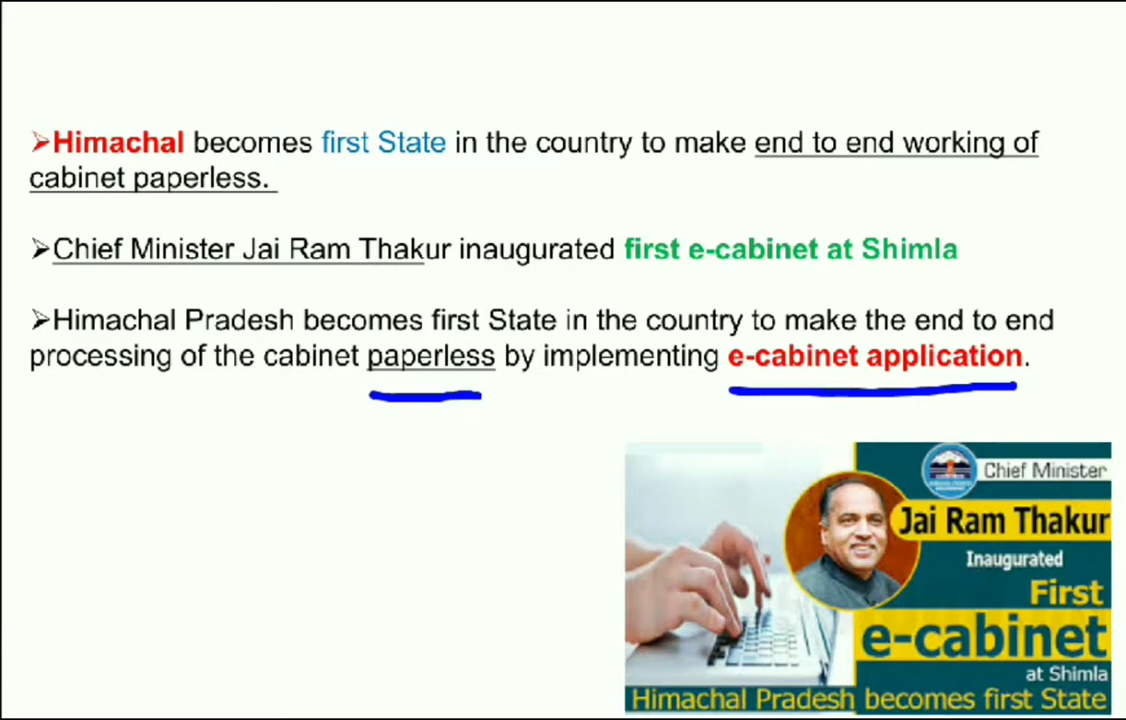 ➢Himachal becomes first State in the country to make end to end working of
cabinet paperless.
➢Chief Minister Jai Ram Thakur inaugurated first e-cabinet at Shimla
➢Himachal Pradesh becomes first State in the country to make the end to end
processing of the cabinet paperless by implementing e-cabinet application.
Chief Minister
Jai Ram Thakur
Inaugurated
First
e-cabinet
at Shimla
Himachal Pradesh becomes first State